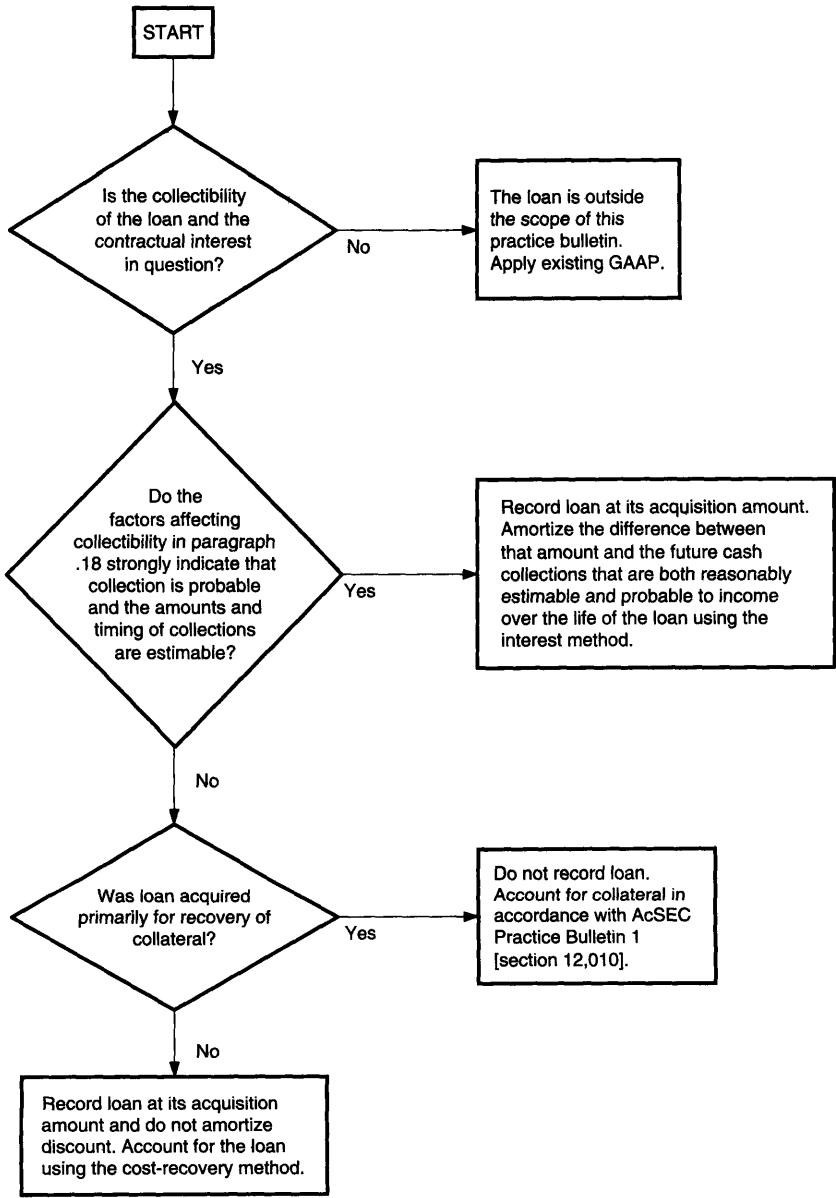 START
Is the collectibility
of the loan and the
contractual interest
in question?
No
The loan is outside
the scope of this
practice bulletin.
Apply existing GAAP.
Yes
Do the
factors affecting
collectibility in paragraph
.18 strongly indicate that
collection is probable
and the amounts and
timing of collections
are estimable?
Yes
Record loan at its acquisition amount.
Amortize the difference between
that amount and the future cash
collections that are both reasonably
estimable and probable to income
over the life of the loan using the
interest method.
No
Was loan acquired
primarily for recovery of
collateral?
Yes
Do not record loan.
Account for collateral in
accordance with AcSEC
Practice Bulletin 1
[section 12,010].
No
Record loan at its acquisition
amount and do not amortize
discount. Account for the loan
using the cost-recovery method.